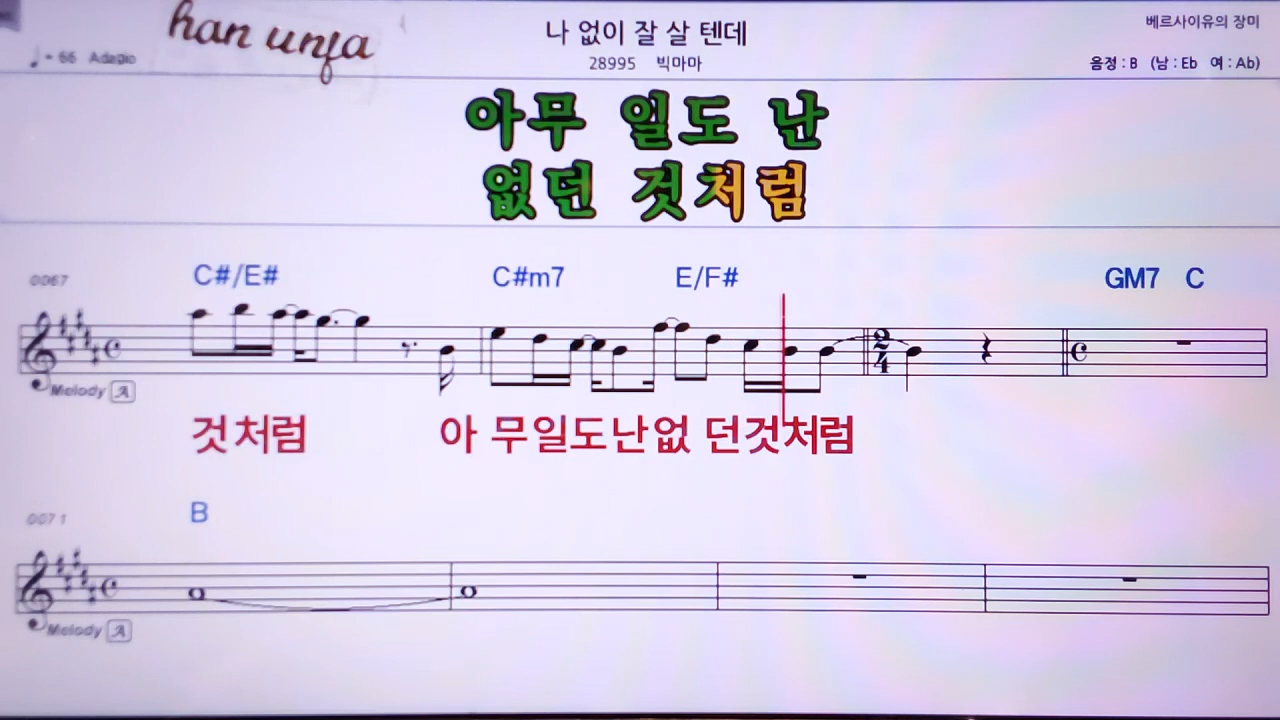 han unja
나 없이 잘 살 텐데
베르사이유의 장미
♩= 66 Adagio
28995 빅마마
음정 : B (남 : Eb 여 : Ab)
아무 일도 난
없던 것처럼
0067 C#/E# C#m7 E/F# GM7 C
2/4
Melody A
것처럼 아 무일도난없 던것처럼
0071 B
Melody A